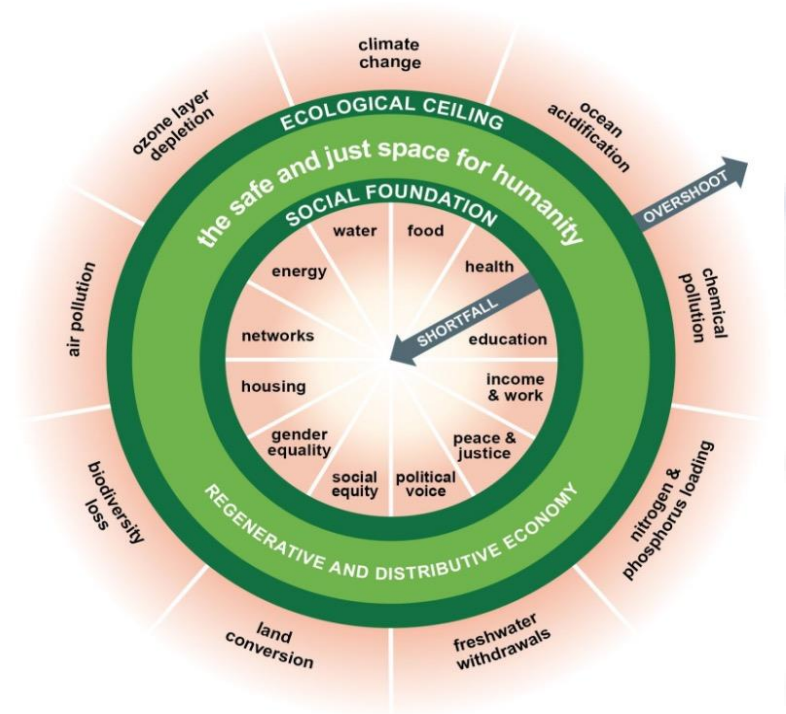 climate
change
ozone layer
depletion
ocean
acidification
ECOLOGICAL CEILING
the safe and just space for humanity
OVERSHOOT
SOCIAL FOUNDATION
water
food
energy
health
SHORTFALL
air pollution
chemical
pollution
networks
education
housing
income
& work
gender
equality
peace &
justice
social
equity
political
voice
biodiversity
loss
nitrogen &
phosphorus loading
REGENERATIVE AND DISTRIBUTIVE ECONOMY
land
conversion
freshwater
withdrawals